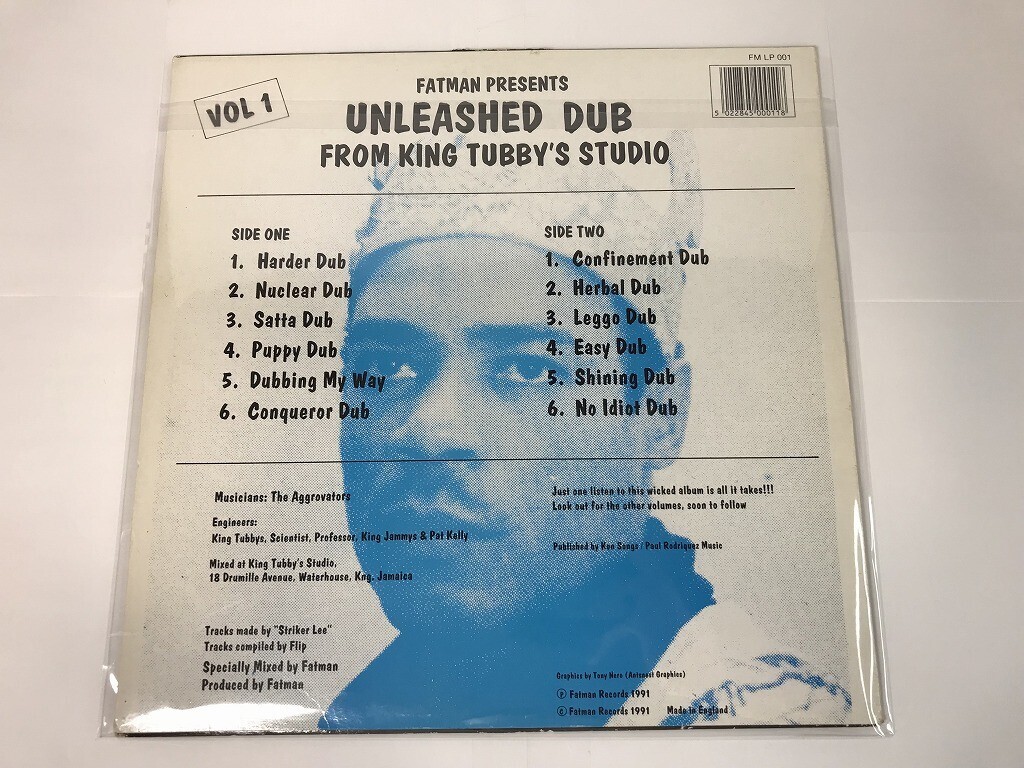 FM LP 001
VOL 1
FATMAN PRESENTS
UNLEASHED DUB
FROM KING TUBBY'S STUDIO
5 022845 000118
SIDE ONE
1. Harder Dub
2. Nuclear Dub
3. Satta Dub
4. Puppy Dub
5. Dubbing My Way
6. Conqueror Dub
SIDE TWO
1. Confinement Dub
2. Herbal Dub
3. Leggo Dub
4. Easy Dub
5. Shining Dub
6. No Idiot Dub
Musicians: The Aggrovators
Engineers:
King Tubbys, Scientist, Professor, King Jammys & Pat Kelly
Mixed at King Tubby's Studio,
18 Drumille Avenue, Waterhouse, Kng. Jamaica
Tracks made by "Striker Lee"
Tracks compiled by Flip
Specially Mixed by Fatman
Produced by Fatman
Just one listen to this wicked album is all it takes!!!
Look out for the other volumes, soon to follow
Published by Songs / Paul Rodriguez Music
Graphics by Tony Graphics)
℗ Fatman Records 1991
© Fatman Records 1991 Made in England